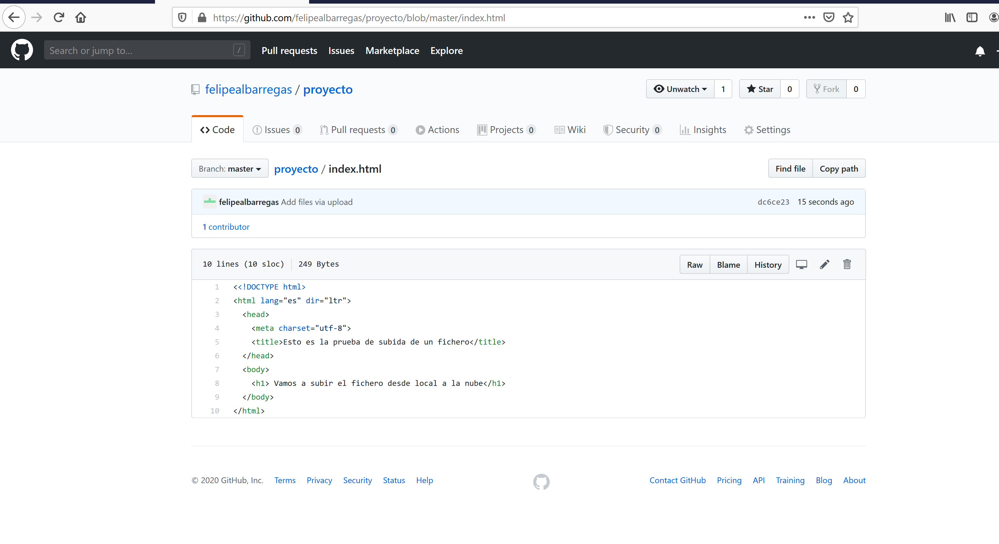 https://github.com/felipealbarregas/proyecto/blob/master/index.html
Search or jump to... / Pull requests Issues Marketplace Explore
felipealbarregas / proyecto Unwatch 1 Star 0 Fork 0
Code Issues 0 Pull requests 0 Actions Projects 0 Wiki Security 0 Insights Settings
Branch: master proyecto / index.html Find file Copy path
felipealbarregas Add files via upload dc6ce23 15 seconds ago
1 contributor
10 lines (10 sloc) 249 Bytes Raw Blame History
1 <<!DOCTYPE html>
2 <html lang="es" dir="ltr">
3 <head>
4 <meta charset="utf-8">
5 <title>Esto es la prueba de subida de un fichero</title>
6 </head>
7 <body>
8 <h1> Vamos a subir el fichero desde local a la nube</h1>
9 </body>
10 </html>
© 2020 GitHub, Inc. Terms Privacy Security Status Help Contact GitHub Pricing API Training Blog About